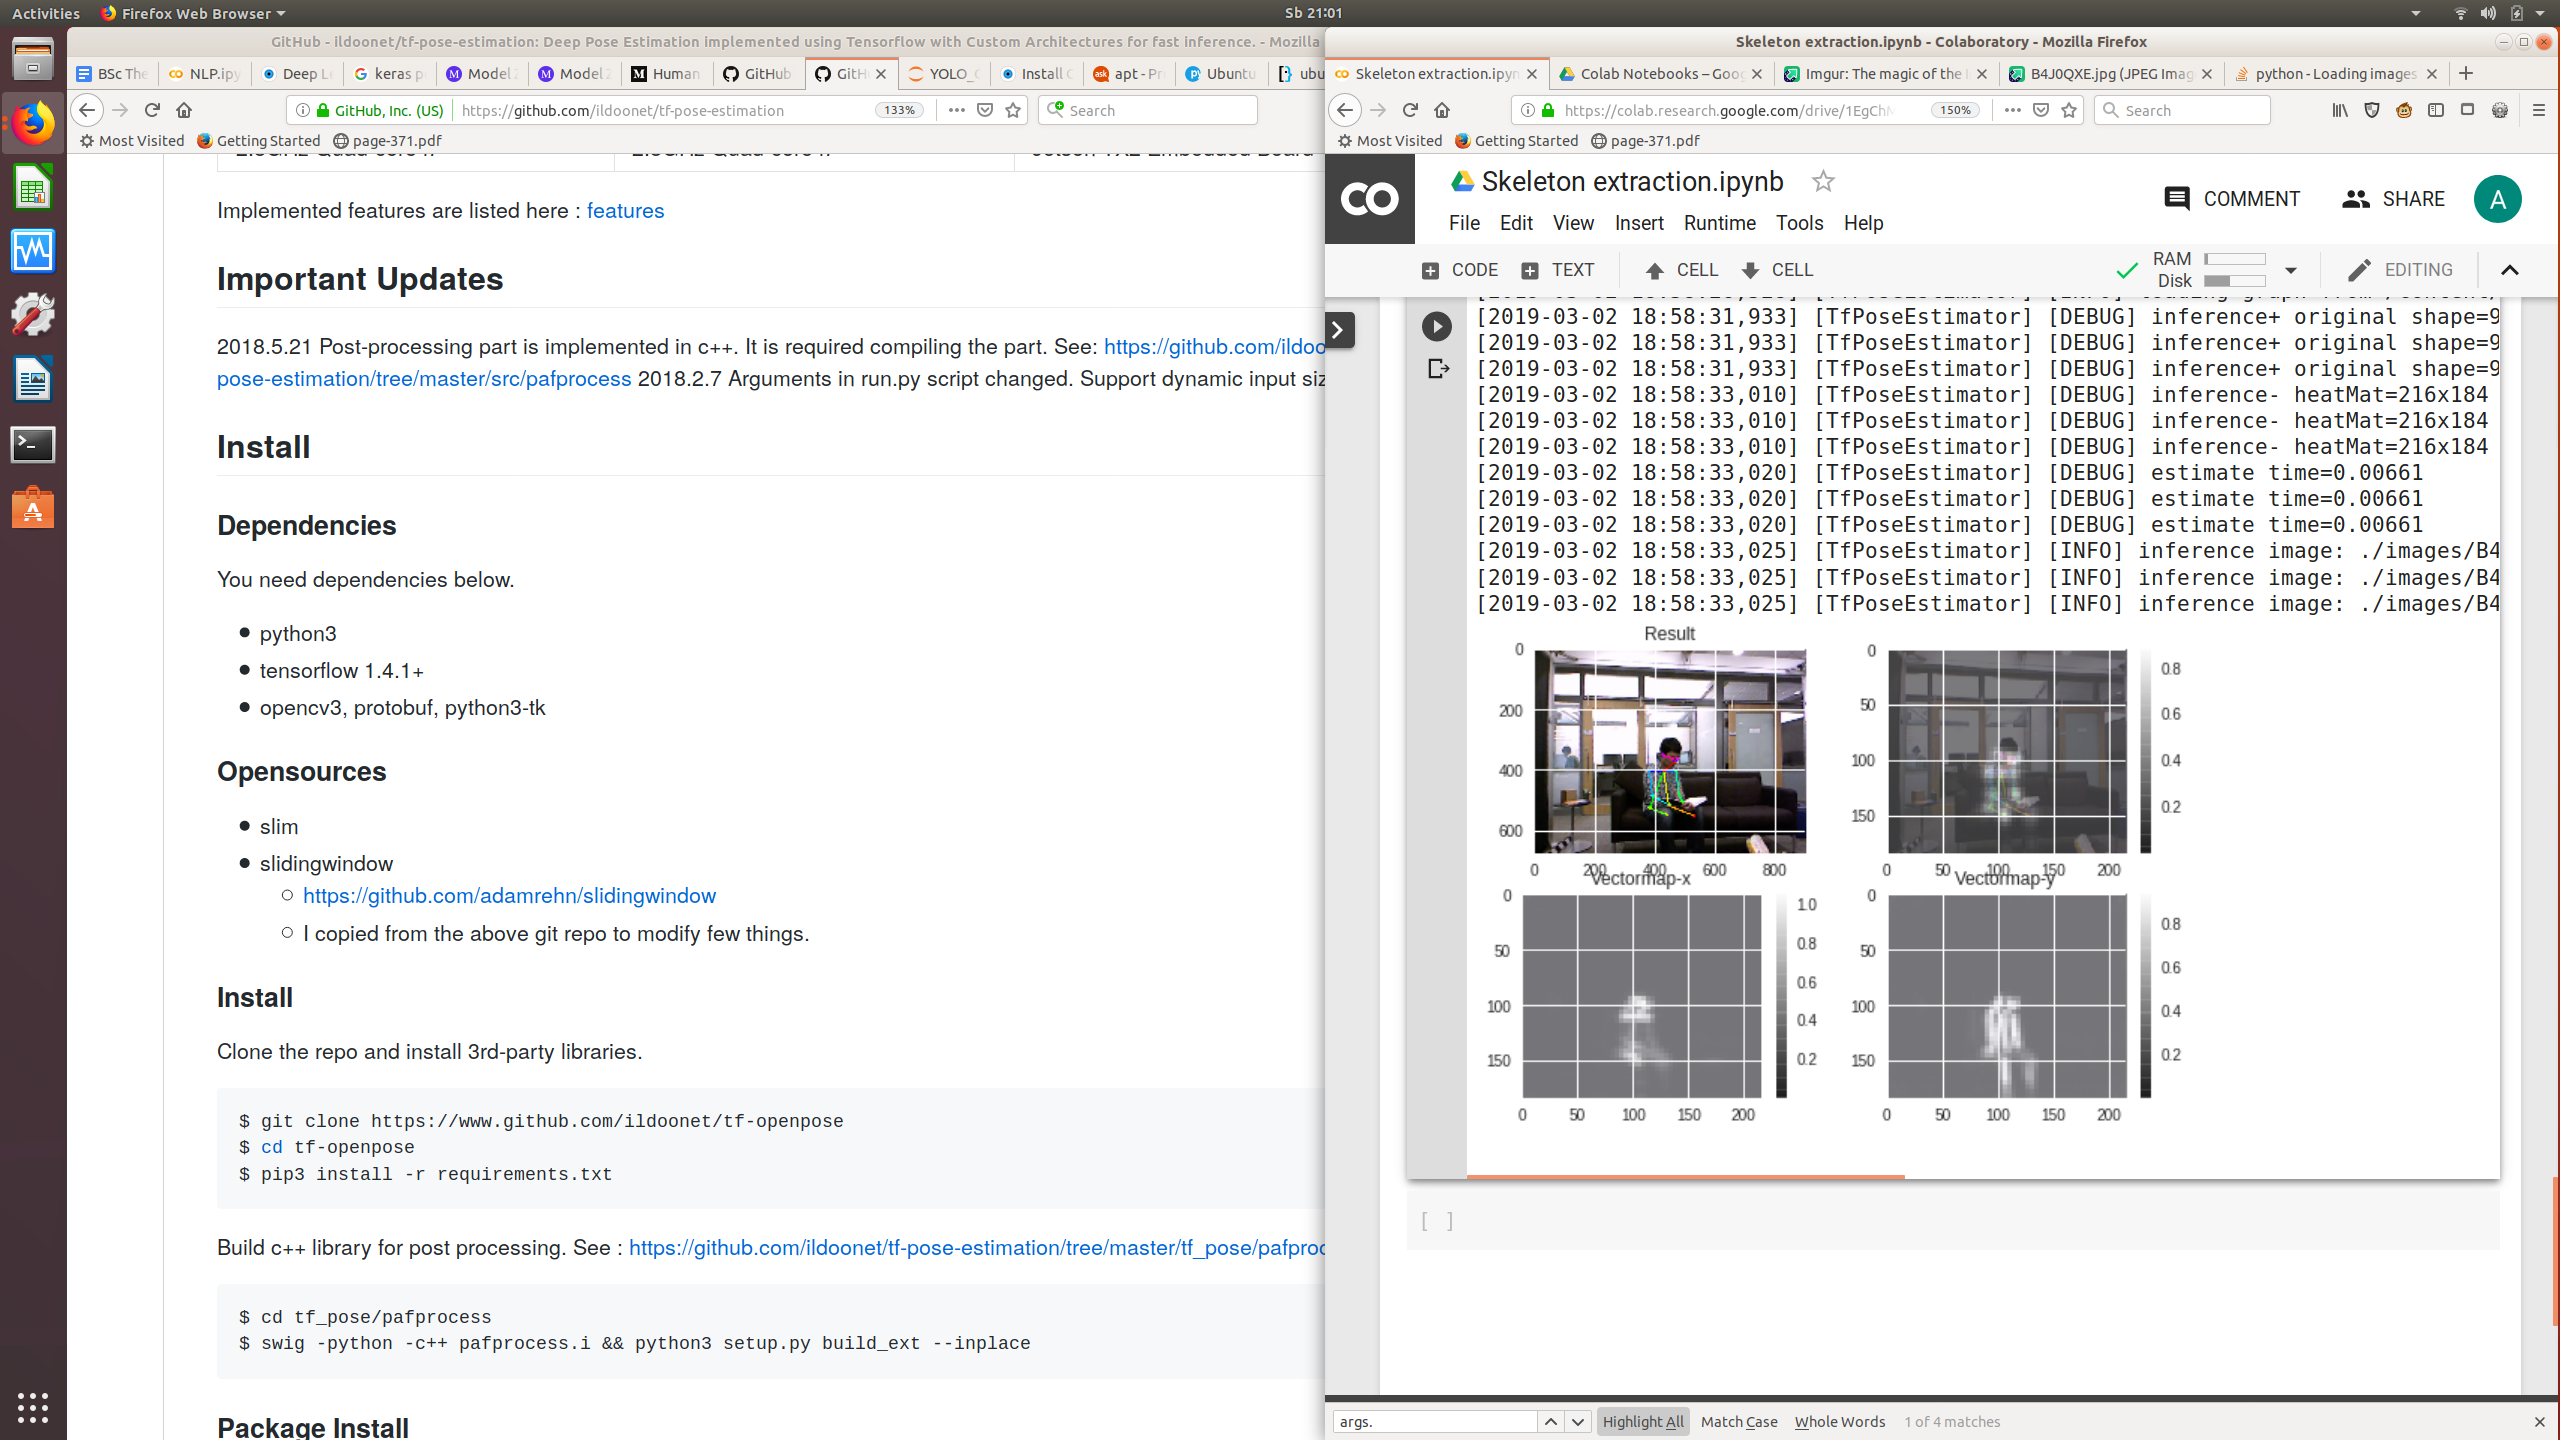 Activities Firefox Web Browser Sb 21:01
GitHub - ildoonet/tf-pose-estimation: Deep Pose Estimation implemented using Tensorflow with Custom Architectures for fast inference. - Mozilla
BSc The NLP.ipy Deep Le keras p Model Model Human GitHub GitH YOLO_C Install C apt - Pr Ubuntu ubu
GitHub, Inc. (US) https://github.com/ildoonet/tf-pose-estimation 133% Search
Most Visited Getting Started page-371.pdf
Implemented features are listed here : features
Important Updates
2018.5.21 Post-processing part is implemented in c++. It is required compiling the part. See: https://github.com/ildoo
pose-estimation/tree/master/src/pafprocess 2018.2.7 Arguments in run.py script changed. Support dynamic input siz
Install
Dependencies
You need dependencies below.
python3
tensorflow 1.4.1+
opencv3, protobuf, python3-tk
Opensources
slim
slidingwindow
https://github.com/adamrehn/slidingwindow
I copied from the above git repo to modify few things.
Install
Clone the repo and install 3rd-party libraries.
$ git clone https://www.github.com/ildoonet/tf-openpose
$ cd tf-openpose
$ pip3 install -r requirements.txt
Build c++ library for post processing. See : https://github.com/ildoonet/tf-pose-estimation/tree/master/tf_pose/pafproc
$ cd tf_pose/pafprocess
$ swig -python -c++ pafprocess.i && python3 setup.py build_ext --inplace
Package Install
Skeleton extraction.ipynb - Colaboratory - Mozilla Firefox
Skeleton extraction.ipyn Colab Notebooks – Goog Imgur: The magic of the I B4J0QXE.jpg (JPEG Imag python - Loading images
https://colab.research.google.com/drive/1EgChM 150% Search
Most Visited Getting Started page-371.pdf
CO Skeleton extraction.ipynb
File Edit View Insert Runtime Tools Help
COMMENT SHARE A
CODE TEXT CELL CELL RAM Disk EDITING
[2019-03-02 18:58:31,933] [TfPoseEstimator] [DEBUG] inference+ original shape=9
[2019-03-02 18:58:31,933] [TfPoseEstimator] [DEBUG] inference+ original shape=9
[2019-03-02 18:58:31,933] [TfPoseEstimator] [DEBUG] inference+ original shape=9
[2019-03-02 18:58:33,010] [TfPoseEstimator] [DEBUG] inference- heatMat=216x184
[2019-03-02 18:58:33,010] [TfPoseEstimator] [DEBUG] inference- heatMat=216x184
[2019-03-02 18:58:33,010] [TfPoseEstimator] [DEBUG] inference- heatMat=216x184
[2019-03-02 18:58:33,020] [TfPoseEstimator] [DEBUG] estimate time=0.00661
[2019-03-02 18:58:33,020] [TfPoseEstimator] [DEBUG] estimate time=0.00661
[2019-03-02 18:58:33,020] [TfPoseEstimator] [DEBUG] estimate time=0.00661
[2019-03-02 18:58:33,025] [TfPoseEstimator] [INFO] inference image: ./images/B4
[2019-03-02 18:58:33,025] [TfPoseEstimator] [INFO] inference image: ./images/B4
[2019-03-02 18:58:33,025] [TfPoseEstimator] [INFO] inference image: ./images/B4
Result
0
200
400
600
0 200 400 600 800
0
50
100
150
0 50 100 150 200
0.8
0.6
0.4
0.2
Vectormap-x
0
50
100
150
0 50 100 150 200
1.0
0.8
0.6
0.4
0.2
Vectormap-y
0
50
100
150
0 50 100 150 200
0.8
0.6
0.4
0.2
[ ]
args. Highlight All Match Case Whole Words 1 of 4 matches